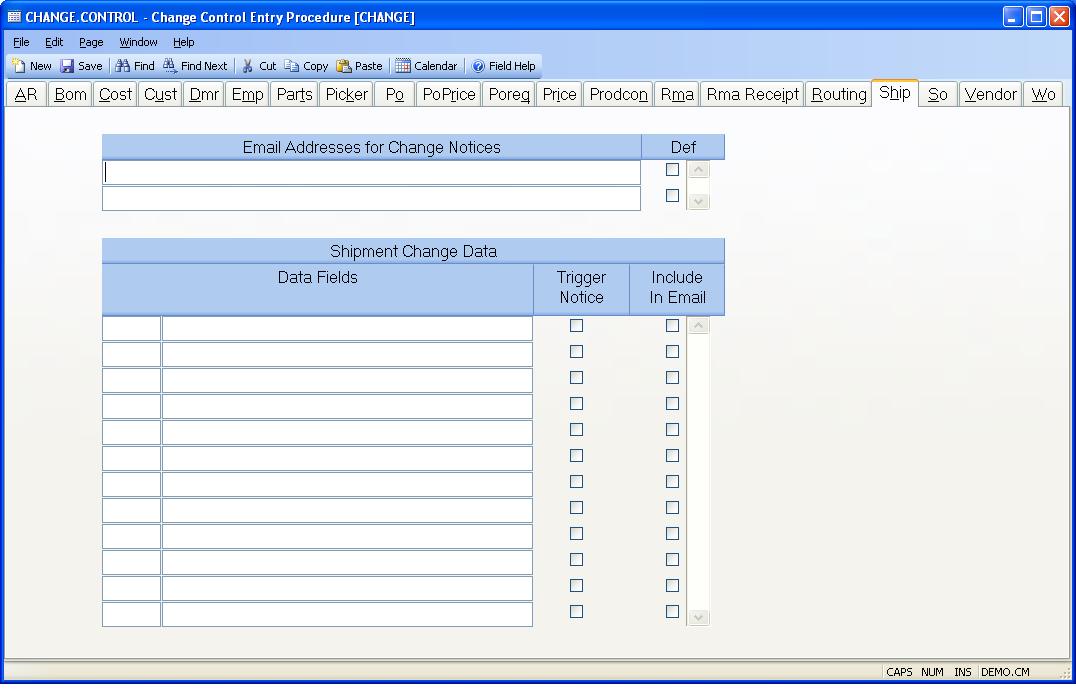 CHANGE.CONTROL - Change Control Entry Procedure [CHANGE]
File Edit Page Window Help
New Save Find Find Next Cut Copy Paste Calendar Field Help
AR Bom Cost Cust Dmr Emp Parts Picker Po PoPrice Poreq Price Prodcon Rma Rma Receipt Routing Ship So Vendor Wo
Email Addresses for Change Notices Def
Shipment Change Data
Data Fields
Trigger
Notice
Include
In Email
CAPS NUM INS DEMO.CM